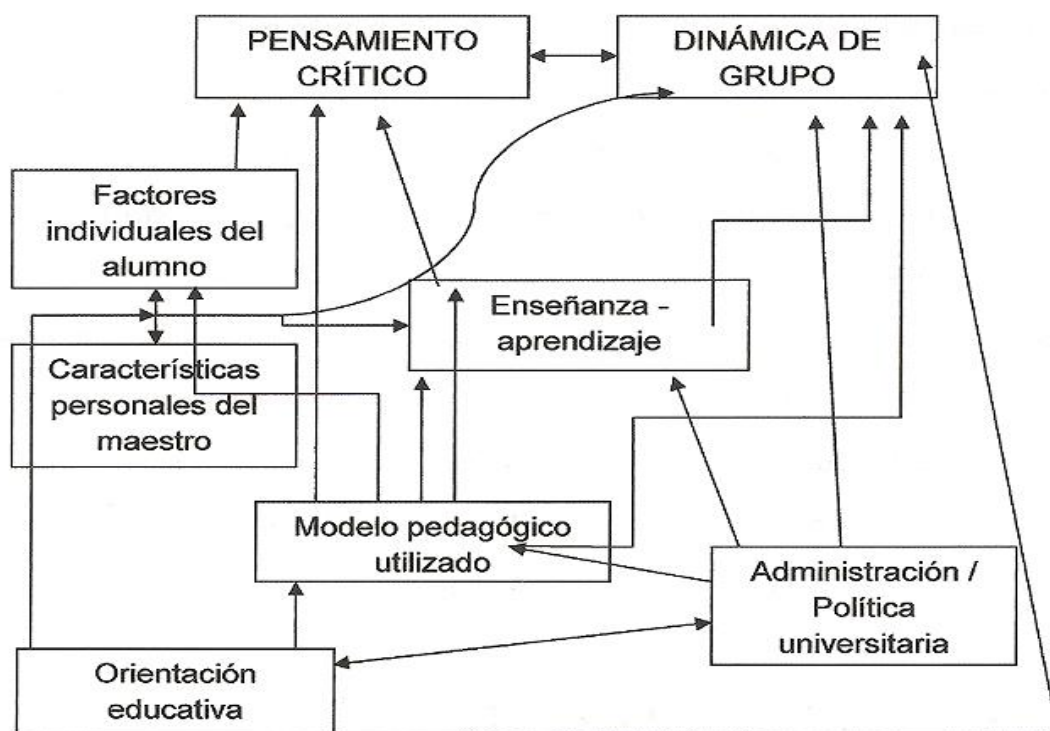 PENSAMIENTO
CRÍTICO
DINÁMICA DE
GRUPO
Factores
individuales del
alumno
Enseñanza -
aprendizaje
Características
personales del
maestro
Modelo pedagógico
utilizado
Administración /
Política
universitaria
Orientación
educativa